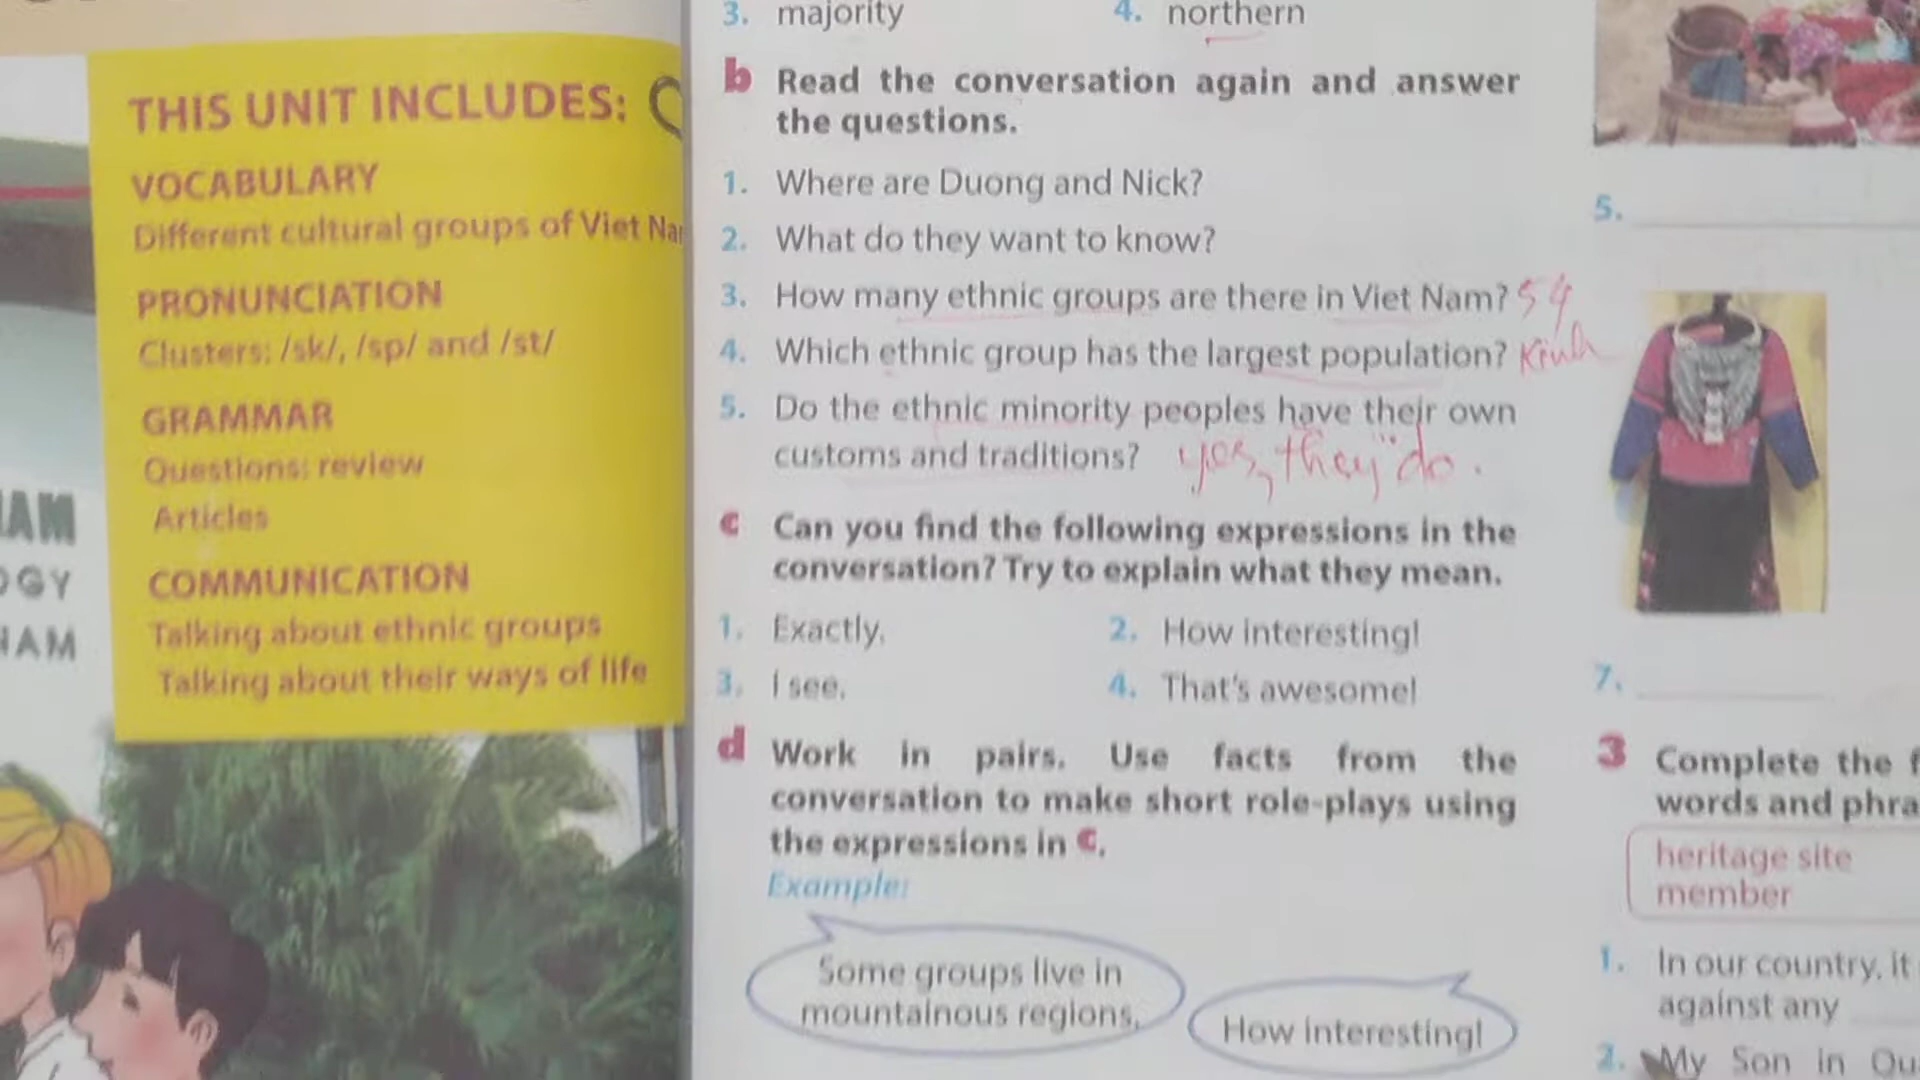 THIS UNIT INCLUDES:
VOCABULARY
Different cultural groups of Viet
PRONUNCIATION
Clusters: /sk/, /sp/ and /st/
GRAMMAR
Questions: review
Articles
COMMUNICATION
Talking about ethnic groups
Talking about their ways of life
3. majority
4. northern
b Read the conversation again and answer
the questions.
1. Where are Duong and Nick?
2. What do they want to know?
3. How many ethnic groups are there in Viet Nam? 54
4. Which ethnic group has the largest population? Kinh
5. Do the ethnic minority peoples have their own
customs and traditions? yes, they do.
c Can you find the following expressions in the
conversation? Try to explain what they mean.
1. Exactly.
2. How interesting!
3. I see.
4. That's awesome!
d Work in pairs. Use facts from the
conversation to make short role-plays using
the expressions in c.
Example:
Some groups live in
mountainous regions.
How interesting!
5.
7.
3 Complete the
words and
heritage site
member
1. In our country, it
against any
2. My Son in